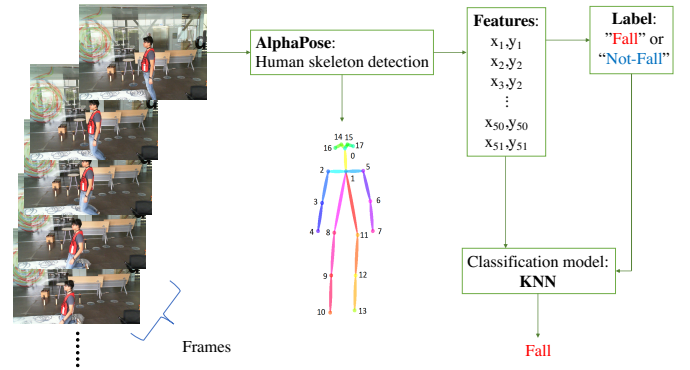 AlphaPose:
Human skeleton detection
Features:
x1,y1
x2,y2
x3,y2
⋮
x50,y50
x51,y51
Label:
”Fall” or
“Not-Fall”
14 15
16 17
0
2 5
1
3 6
4 8 11 7
9 12
10 13
Classification model:
KNN
Fall
Frames